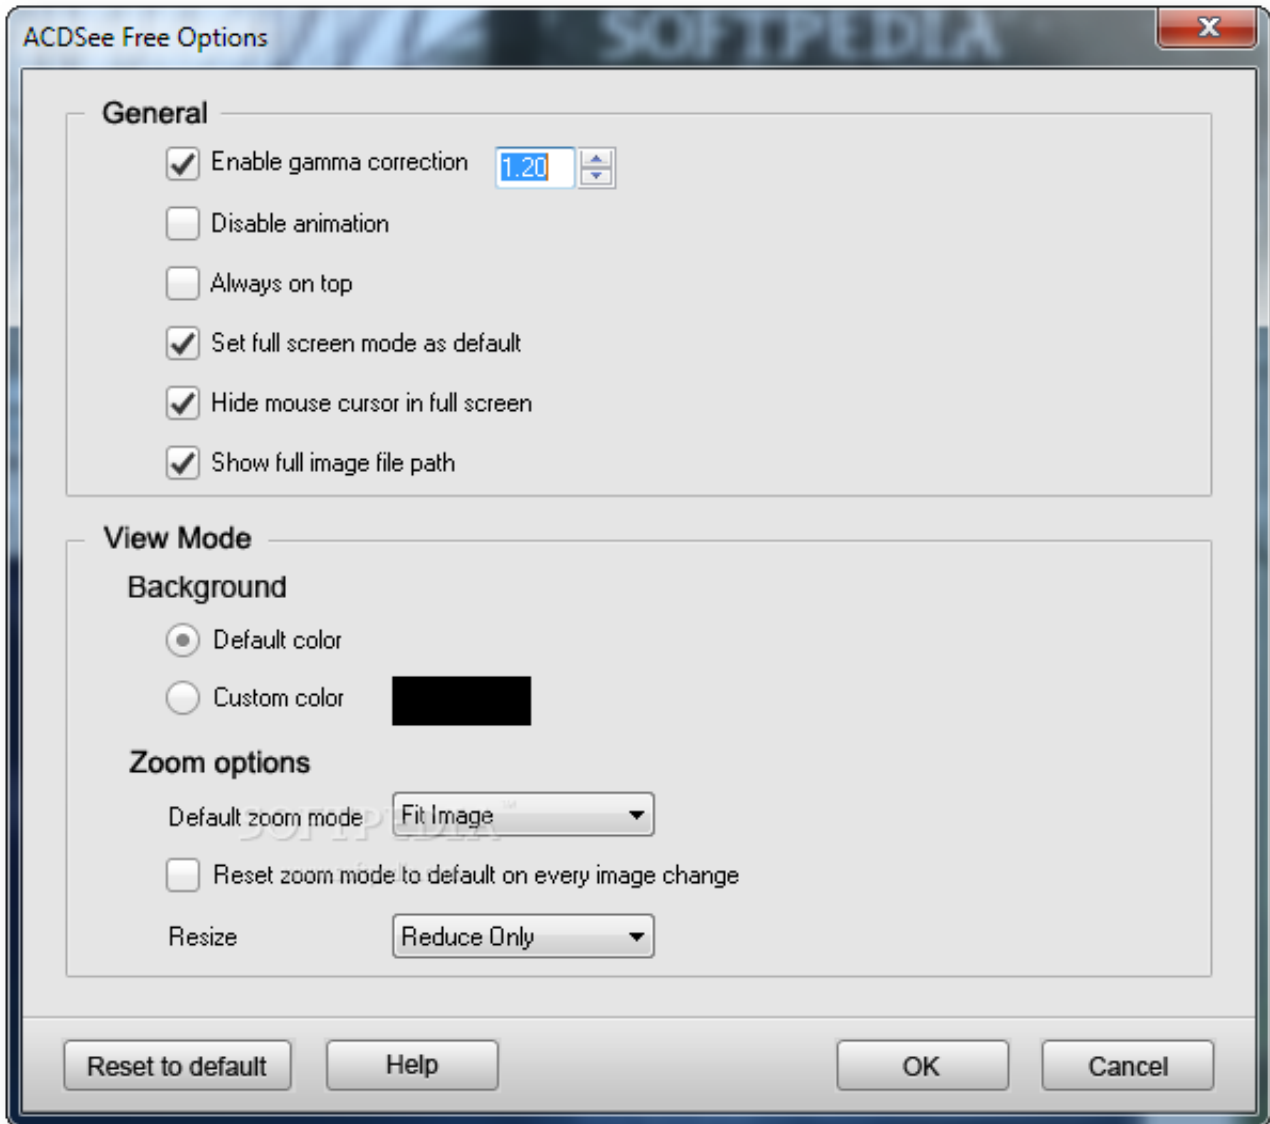 SOFTPEDIA
ACDSee Free Options
X
General
Enable gamma correction 1.20
Disable animation
Always on top
Set full screen mode as default
Hide mouse cursor in full screen
Show full image file path
View Mode
Background
Default color
Custom color
Zoom options
Default zoom mode Fit Image
SOFTPEDIA™
Reset zoom mode to default on every image change
Resize Reduce Only
Reset to default Help OK Cancel